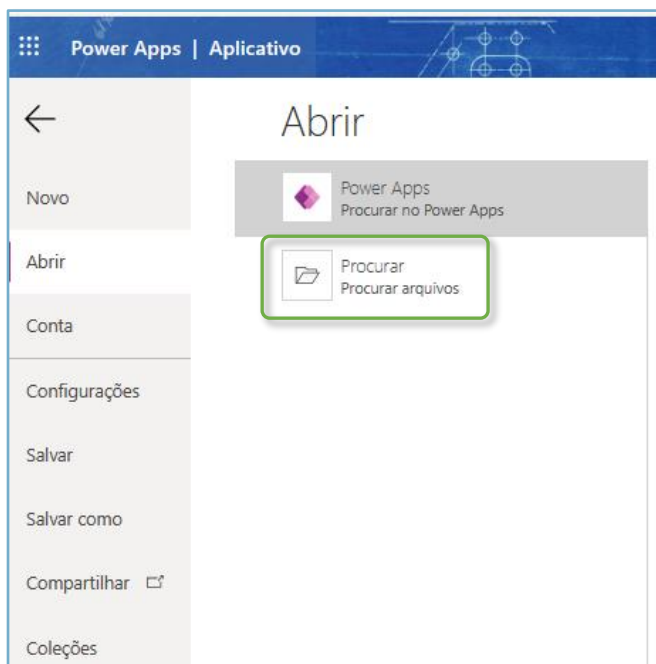 Power Apps | Aplicativo
Abrir
Novo
Abrir
Conta
Configurações
Salvar
Salvar como
Compartilhar
Coleções
Power Apps
Procurar no Power Apps
Procurar
Procurar arquivos